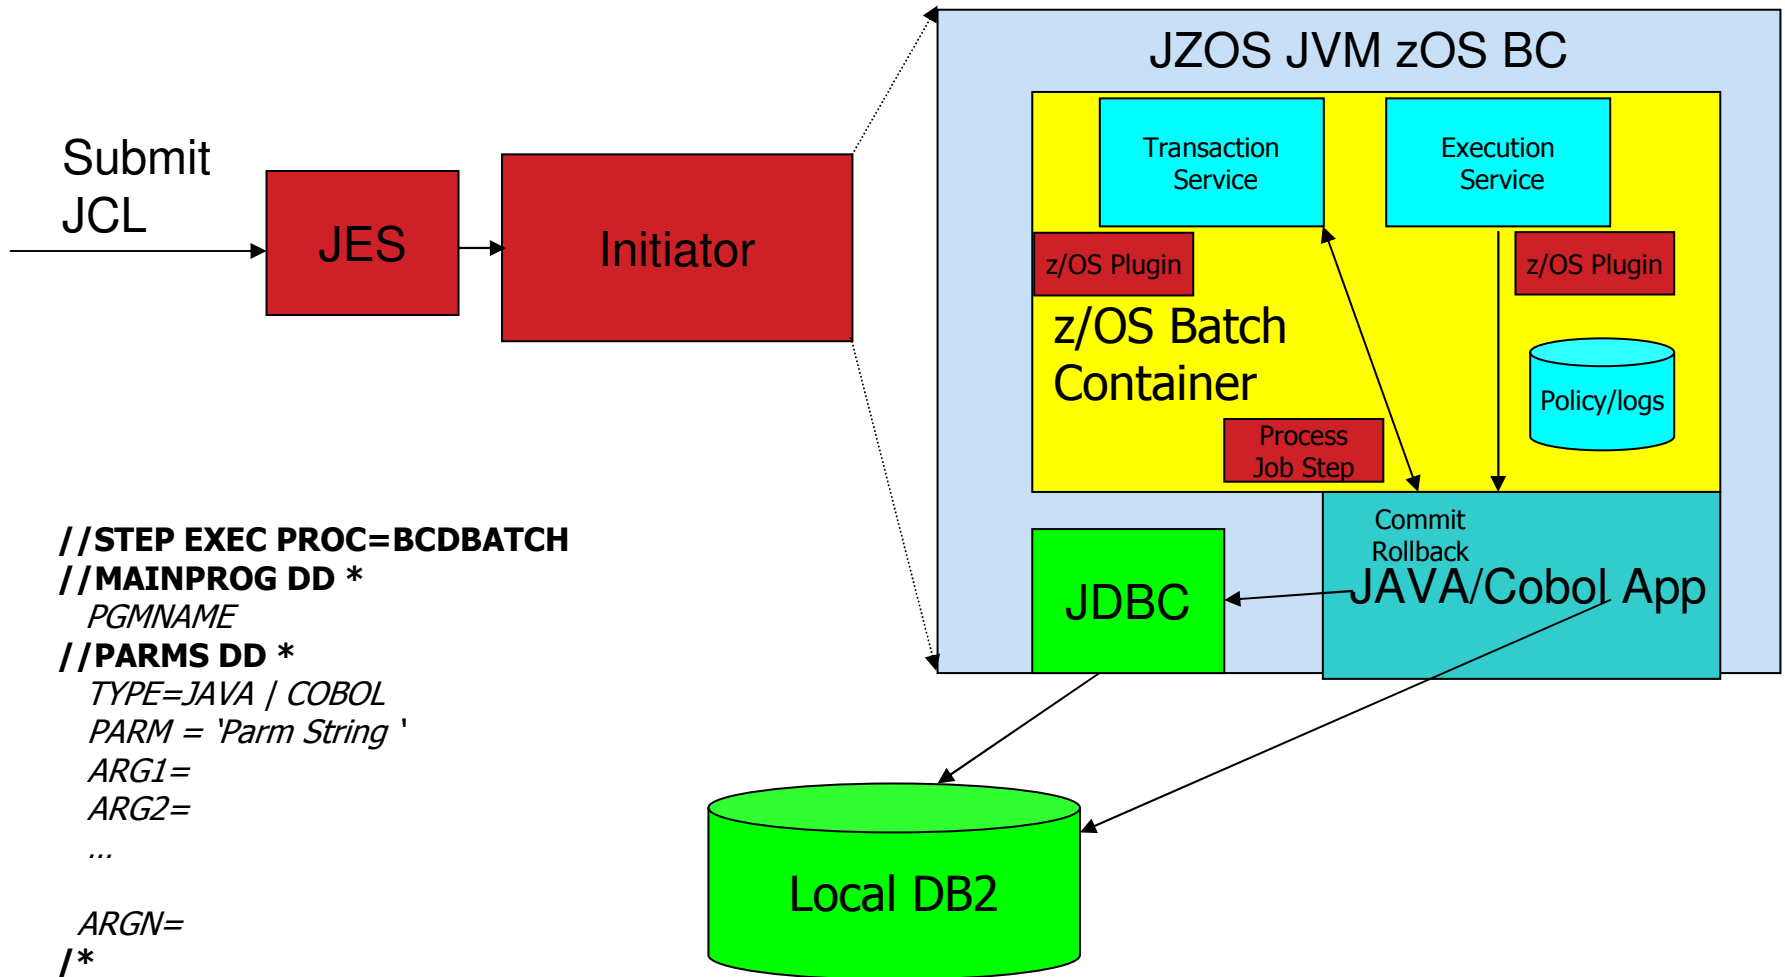 JZOS JVM zOS BC
Submit
JCL
JES
Initiator
Transaction
Service
Execution
Service
z/OS Plugin
z/OS Plugin
z/OS Batch
Container
Policy/logs
Process
Job Step
Commit
Rollback
JAVA/Cobol App
JDBC
Local DB2
//STEP EXEC PROC=BCDBATCH
//MAINPROG DD *
PGMNAME
//PARMS DD *
TYPE=JAVA | COBOL
PARM = ‘Parm String ‘
ARG1=
ARG2=
…
ARGN=
/*